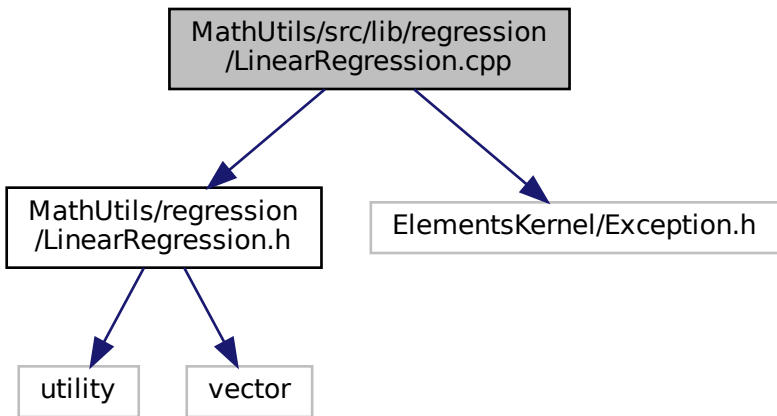 MathUtils/src/lib/regression
/LinearRegression.cpp
MathUtils/regression
/LinearRegression.h
ElementsKernel/Exception.h
utility
vector